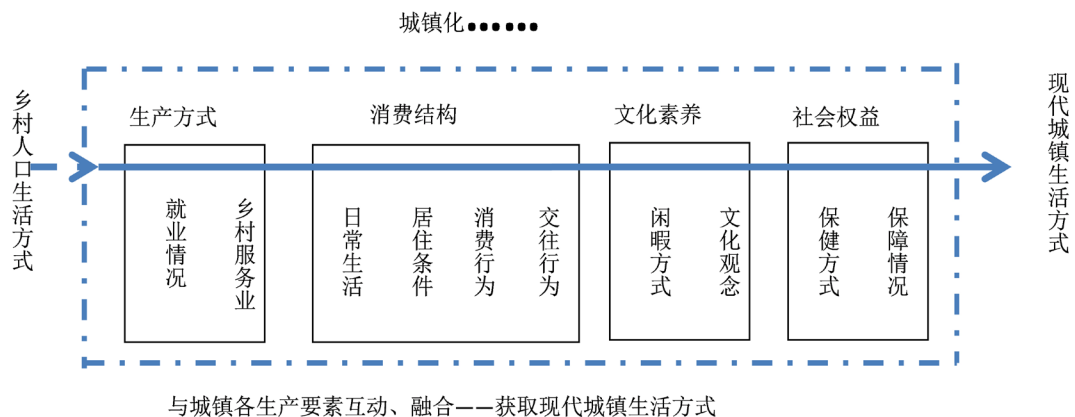 城镇化……
乡村人口生活方式
生产方式
消费结构
文化素养
社会权益
现代城镇生活方式
就业情况
乡村服务业
日常生活
居住条件
消费行为
交往行为
闲暇方式
文化观念
保健方式
保障情况
与城镇各生产要素互动、融合——获取现代城镇生活方式